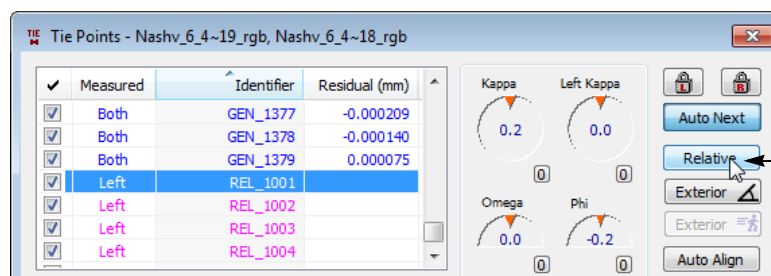 TIE Tie Points - Nashv_6_4~19_rgb, Nashv_6_4~18_rgb
✓ Measured Identifier Residual (mm)
Both GEN_1377 -0.000209
Both GEN_1378 -0.000140
Both GEN_1379 0.000075
Left REL_1001
Left REL_1002
Left REL_1003
Left REL_1004
Kappa Left Kappa
0.2 0.0
0 0
Omega Phi
0.0 -0.2
0 0
L R
Auto Next
Relative
Exterior
Exterior
Auto Align